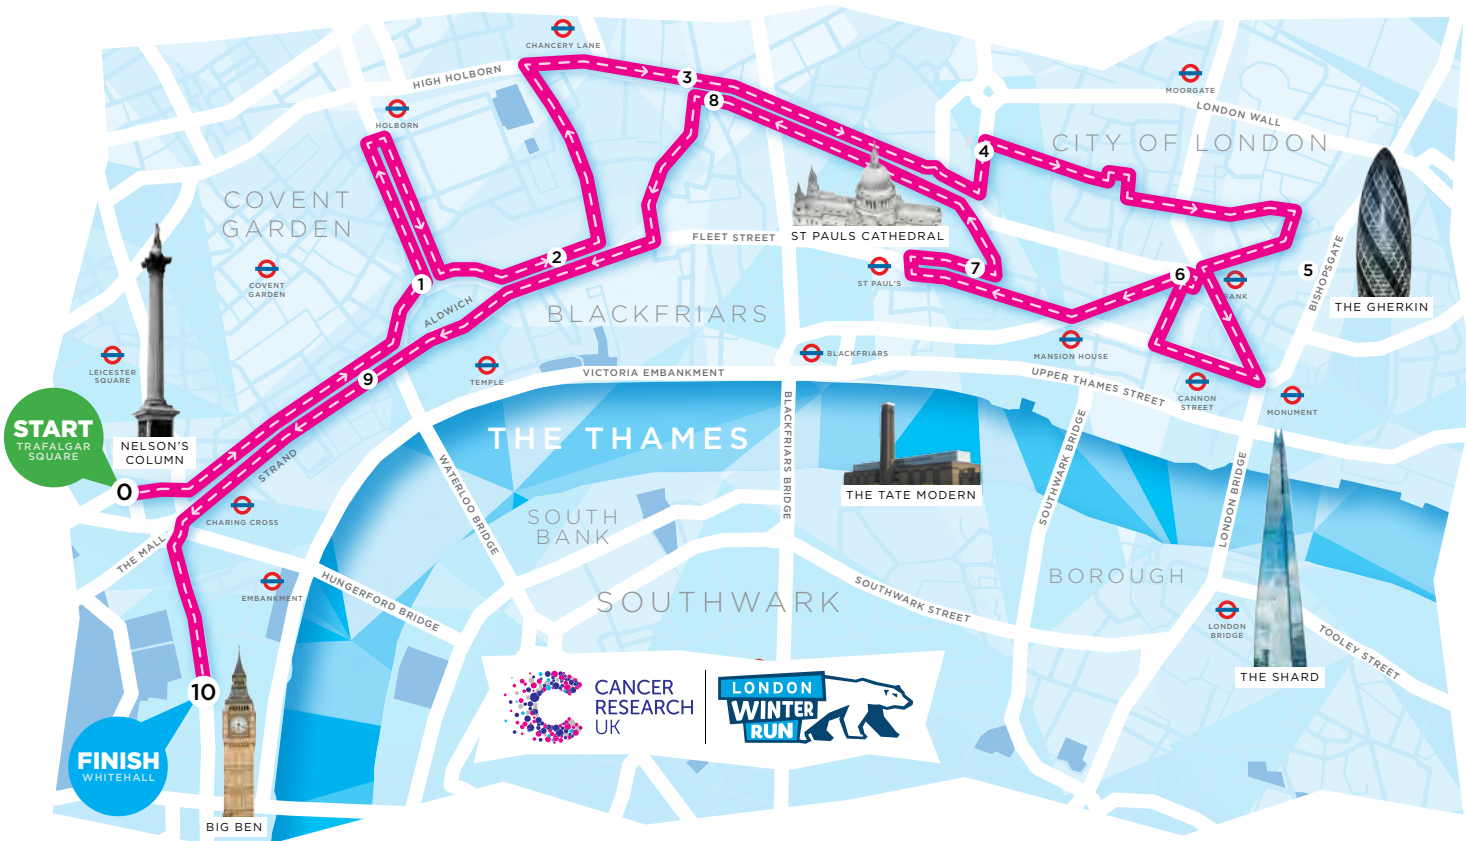 CHANCERY LANE
HIGH HOLBORN
HOLBORN
3
8
MOORGATE
LONDON WALL
CITY OF LONDON
4
COVENT
GARDEN
FLEET STREET
ST PAULS CATHEDRAL
2
1
COVENT
GARDEN
ST PAUL'S
7
6
5
BANK
BISHOPSGATE
THE GHERKIN
ALDWICH
BLACKFRIARS
LEICESTER
SQUARE
9
TEMPLE
VICTORIA EMBANKMENT
BLACKFRIARS
MANSION HOUSE
UPPER THAMES STREET
CANNON
STREET
MONUMENT
START
TRAFALGAR
SQUARE
NELSON'S
COLUMN
0
STRAND
THE THAMES
WATERLOO BRIDGE
BLACKFRIARS BRIDGE
THE TATE MODERN
SOUTHWARK BRIDGE
LONDON BRIDGE
CHARING CROSS
THE MALL
SOUTH
BANK
EMBANKMENT
HUNGERFORD BRIDGE
SOUTHWARK
SOUTHWARK STREET
BOROUGH
LONDON
BRIDGE
TOOLEY STREET
THE SHARD
10
FINISH
WHITEHALL
BIG BEN
CANCER
RESEARCH
UK
LONDON
WINTER
RUN